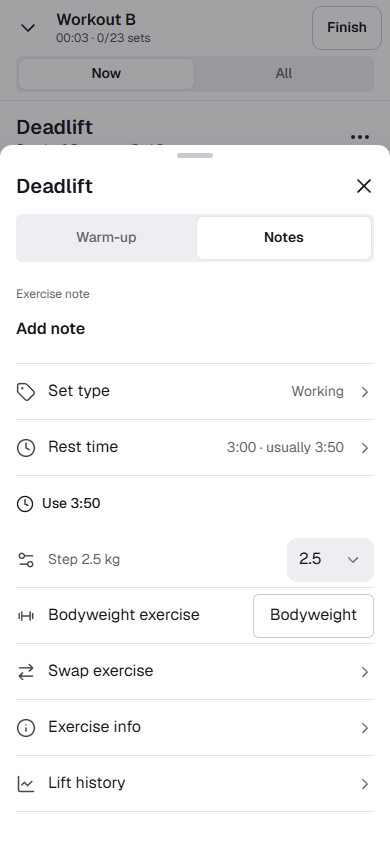 Workout B
00:03 · 0/23 sets
Finish
Now
All
Deadlift
Deadlift
Warm-up
Notes
Exercise note
Add note
Set type
Working
Rest time
3:00 · usually 3:50
Use 3:50
Step 2.5 kg
2.5
Bodyweight exercise
Bodyweight
Swap exercise
Exercise info
Lift history